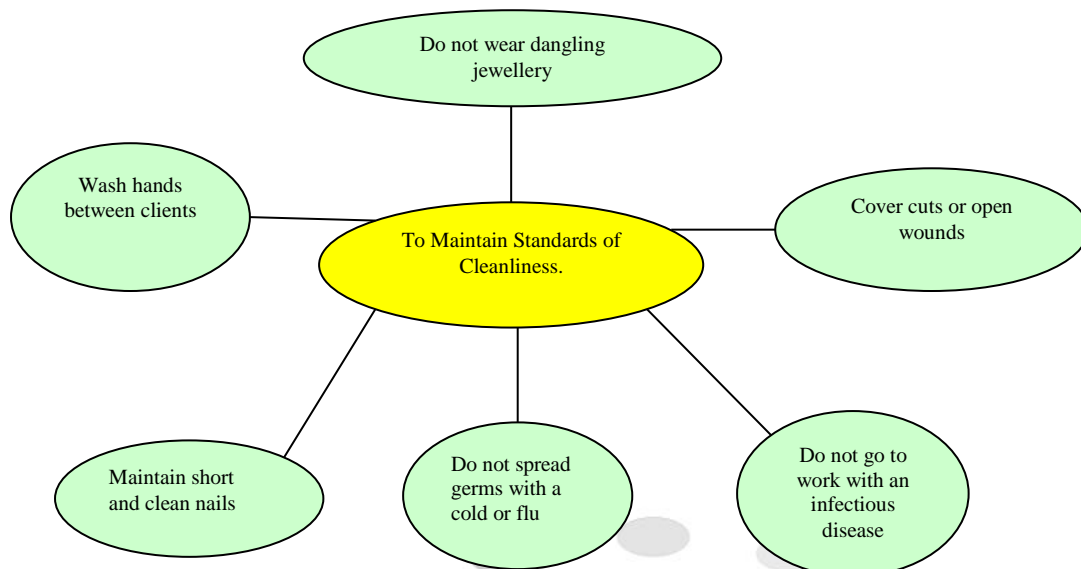 Do not wear dangling
jewellery
Wash hands
between clients
Cover cuts or open
wounds
To Maintain Standards of
Cleanliness.
Maintain short
and clean nails
Do not spread
germs with a
cold or flu
Do not go to
work with an
infectious
disease